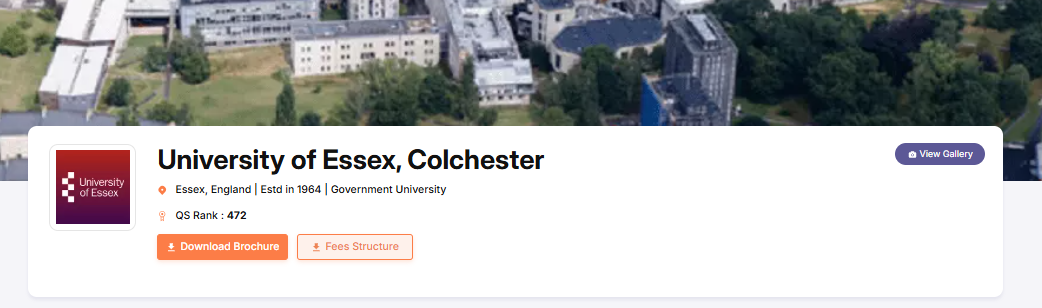 University of Essex, Colchester
View Gallery
University
of Essex
Essex, England | Estd in 1964 | Government University
QS Rank : 472
Download Brochure
Fees Structure